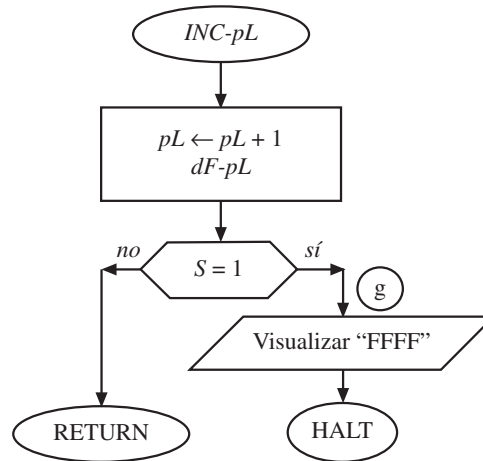 INC-pL
pL ← pL + 1
dF-pL
no
S = 1
sí
g
Visualizar “FFFF”
RETURN
HALT